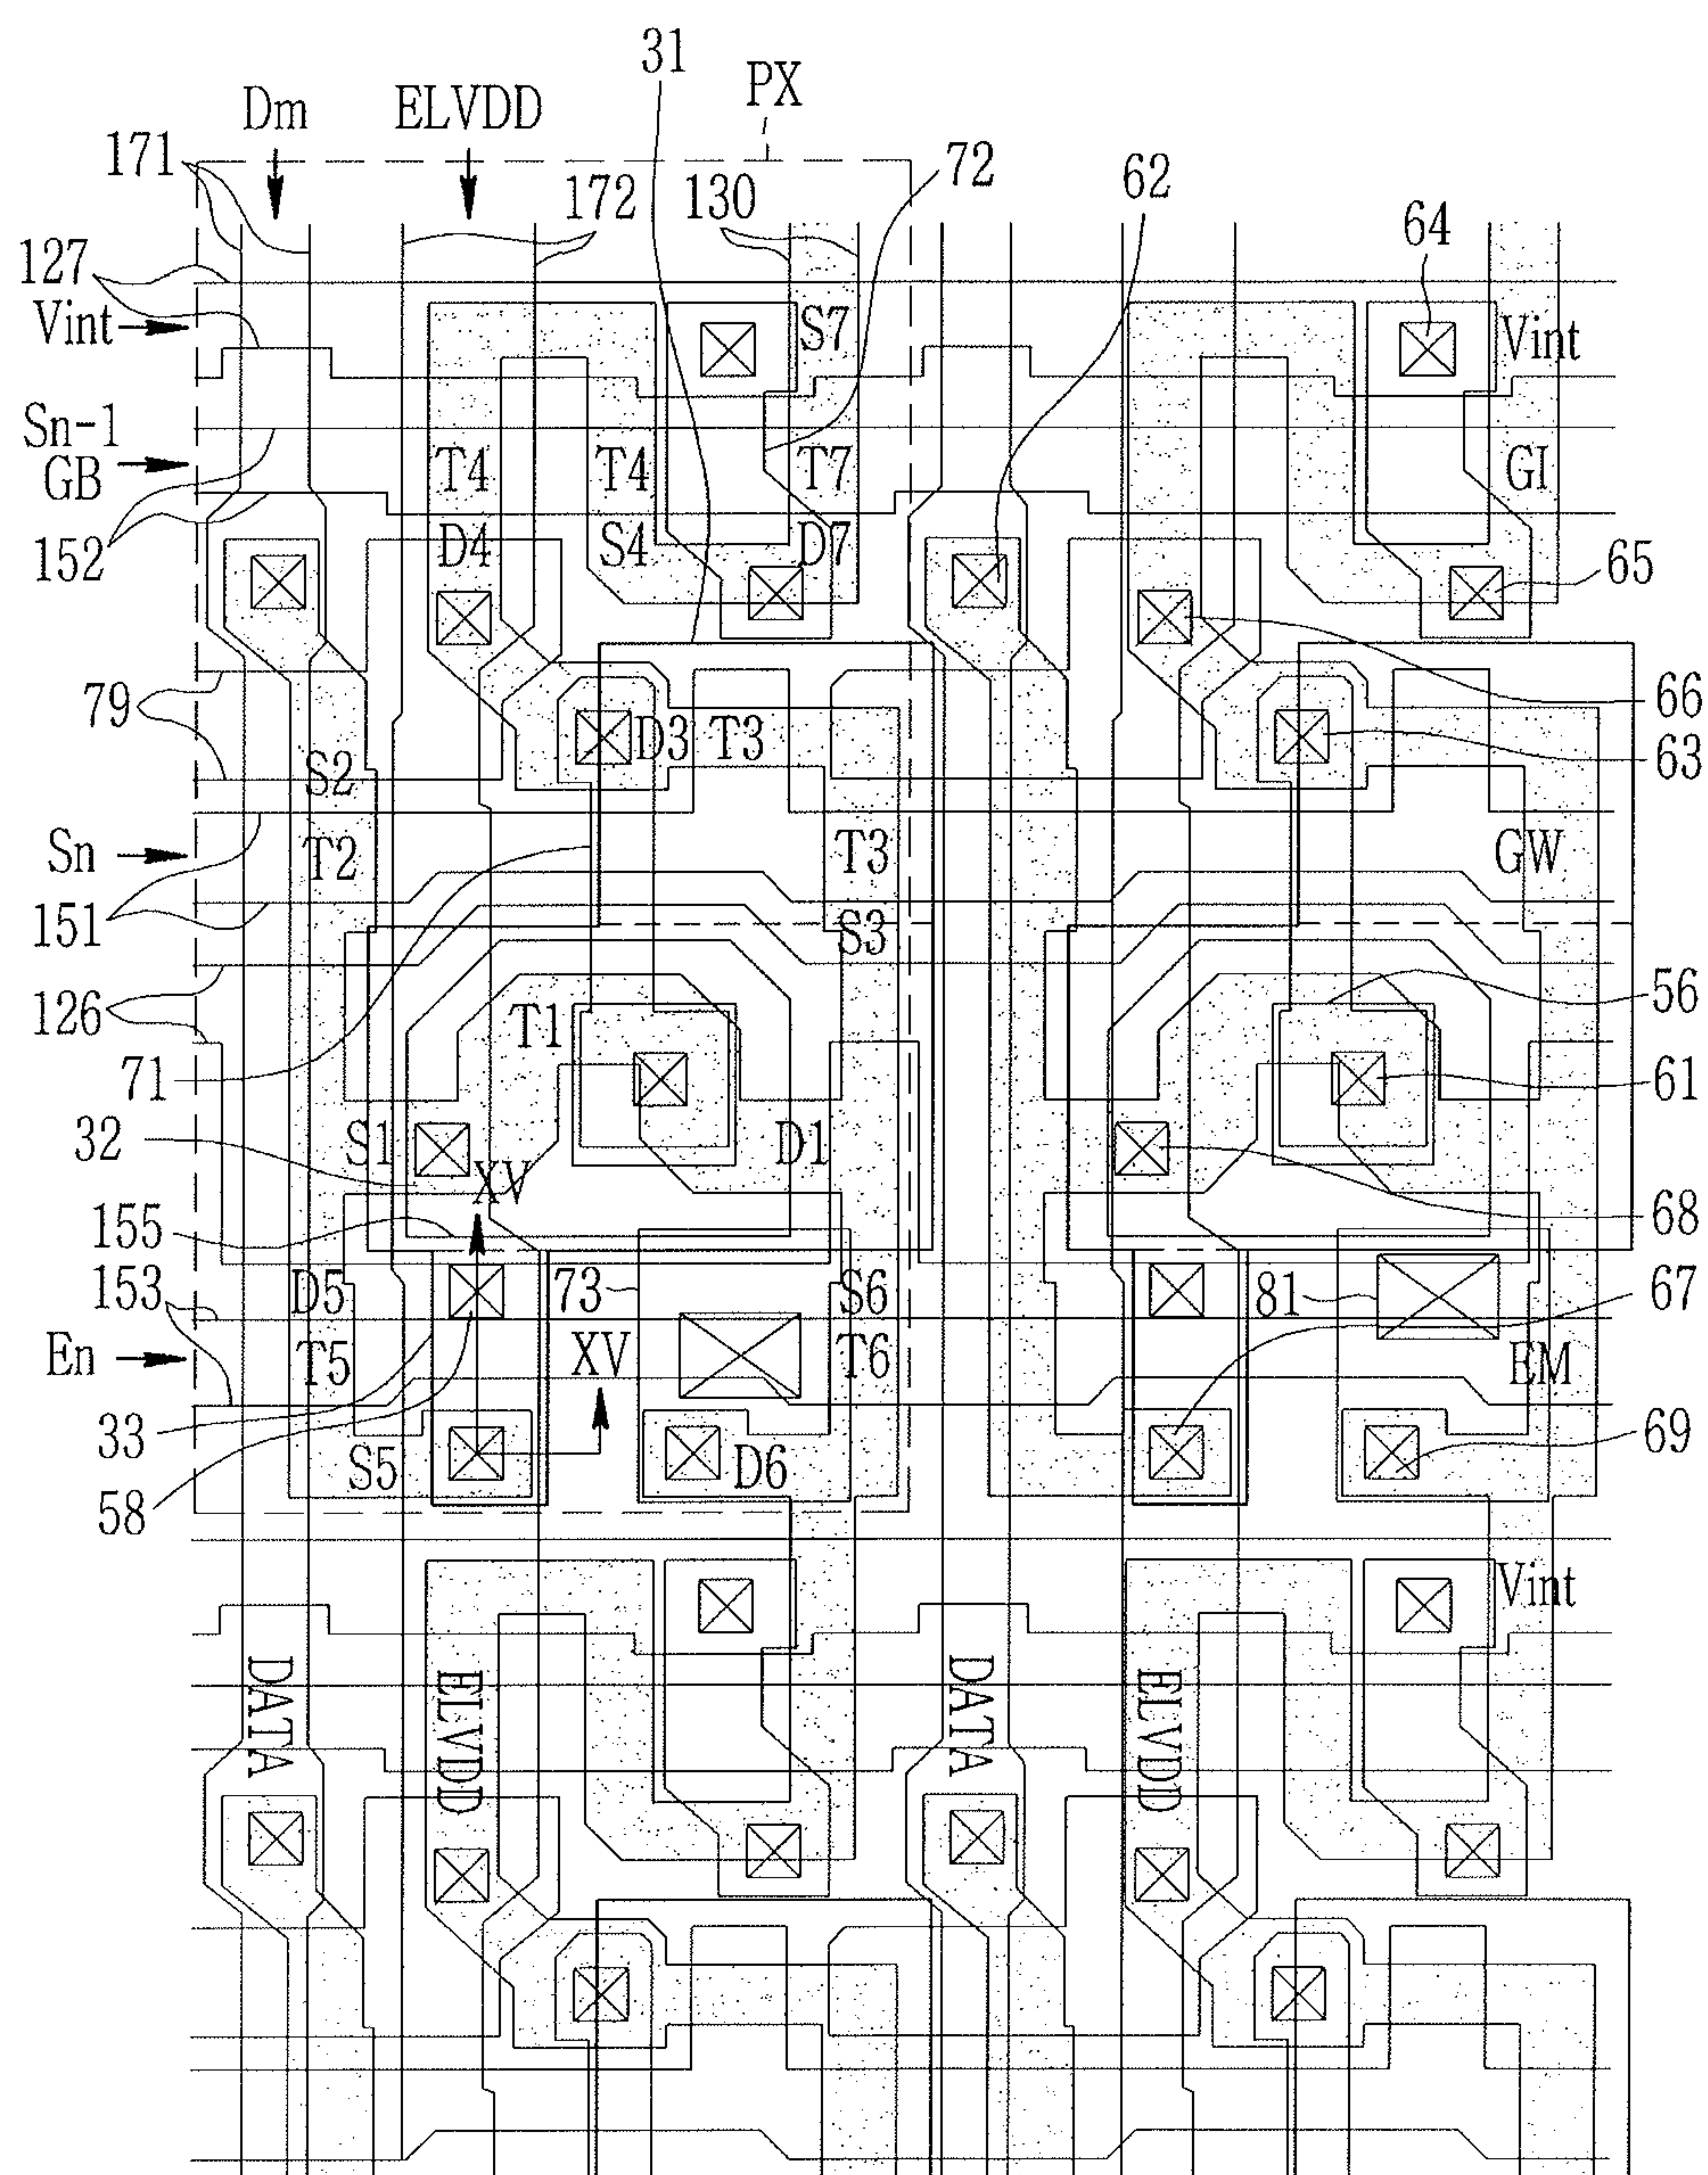 31
PX
Dm
ELVDD
171
172
130
72
62
64
127
Vint
S7
Vint
Sn-1
GB
T4
T4
T7
GI
152
D4
S4
D7
65
79
66
D3
T3
63
S2
Sn
T2
T3
GW
151
S3
126
56
T1
71
61
32
S1
D1
XV
155
68
153
D5
73
S6
81
67
En
T5
XV
T6
EM
33
S5
D6
69
58
Vint
DATA
ELVDD
DATA
ELVDD